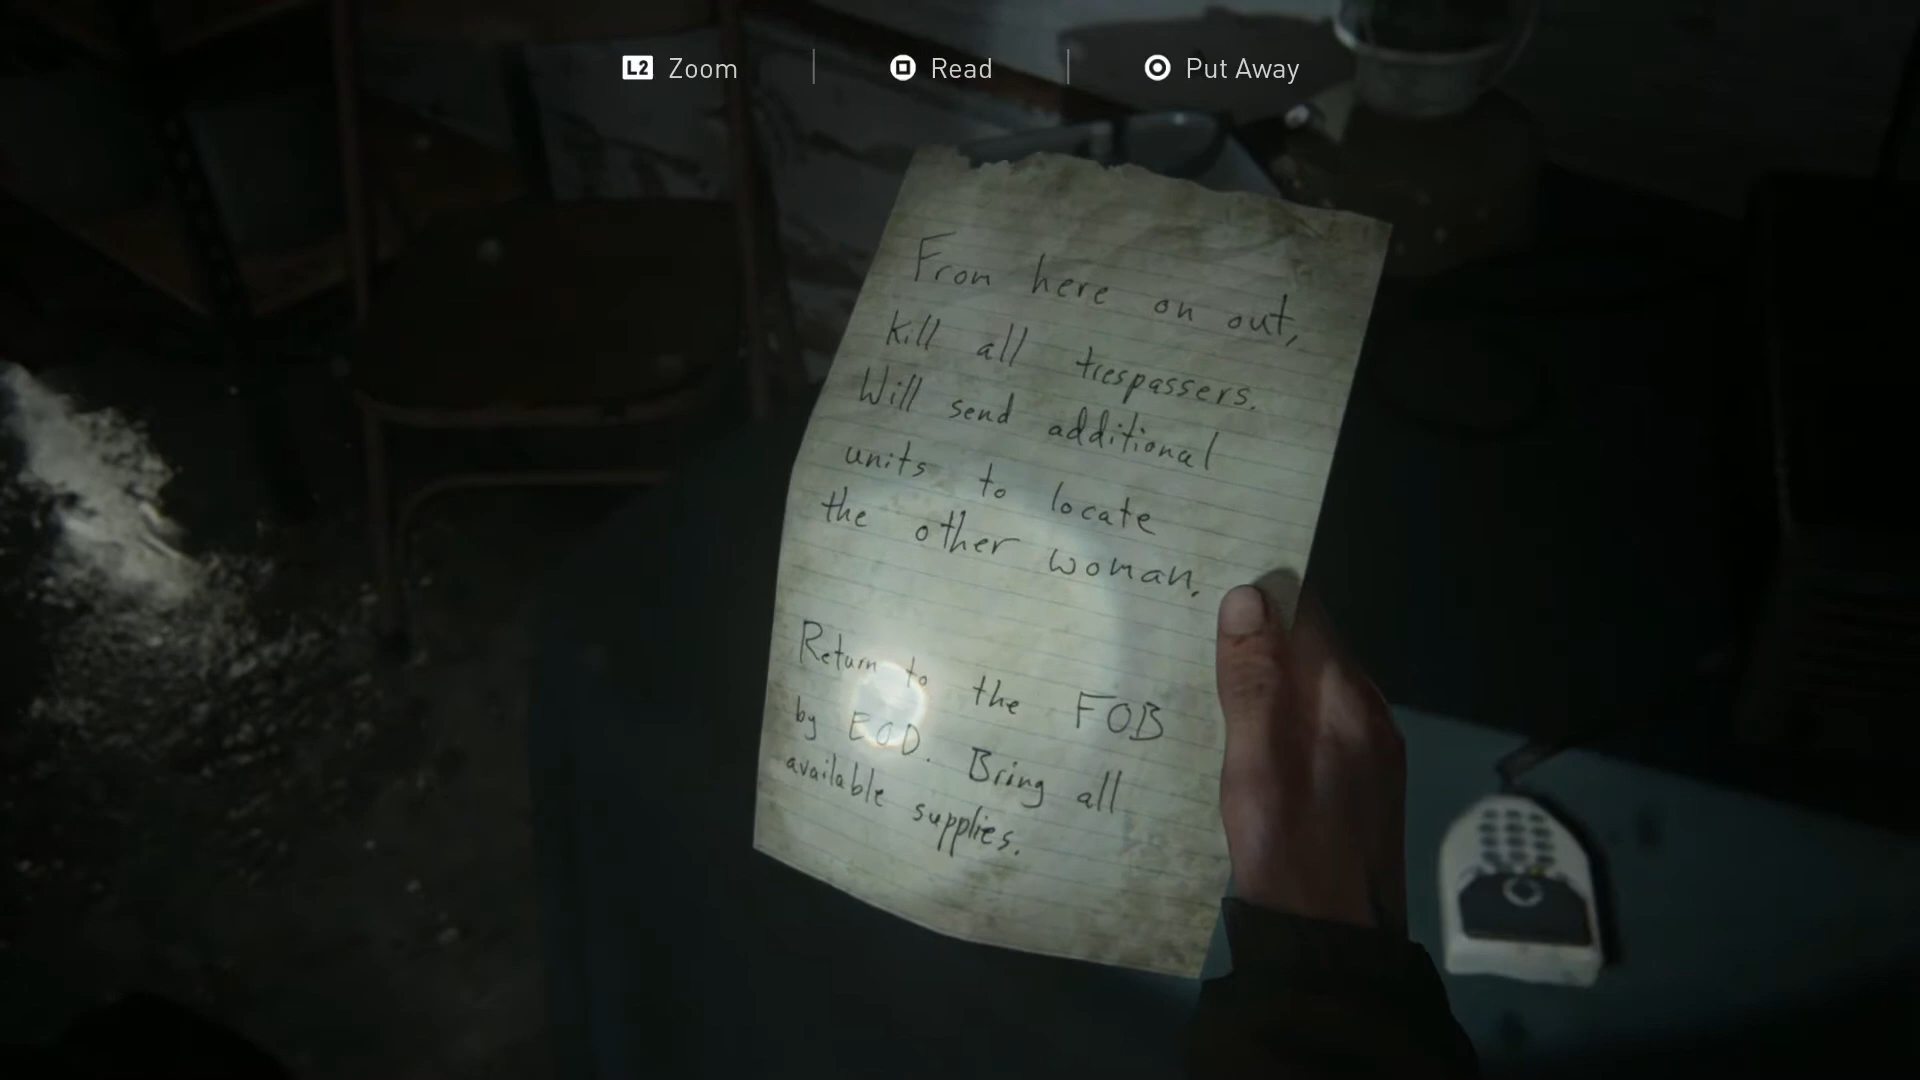 L2 Zoom | Read | Put Away
From here on out,
kill all trespassers.
Will send additional
units to locate
the other woman.
Return to the FOB
by EOD. Bring all
available supplies.